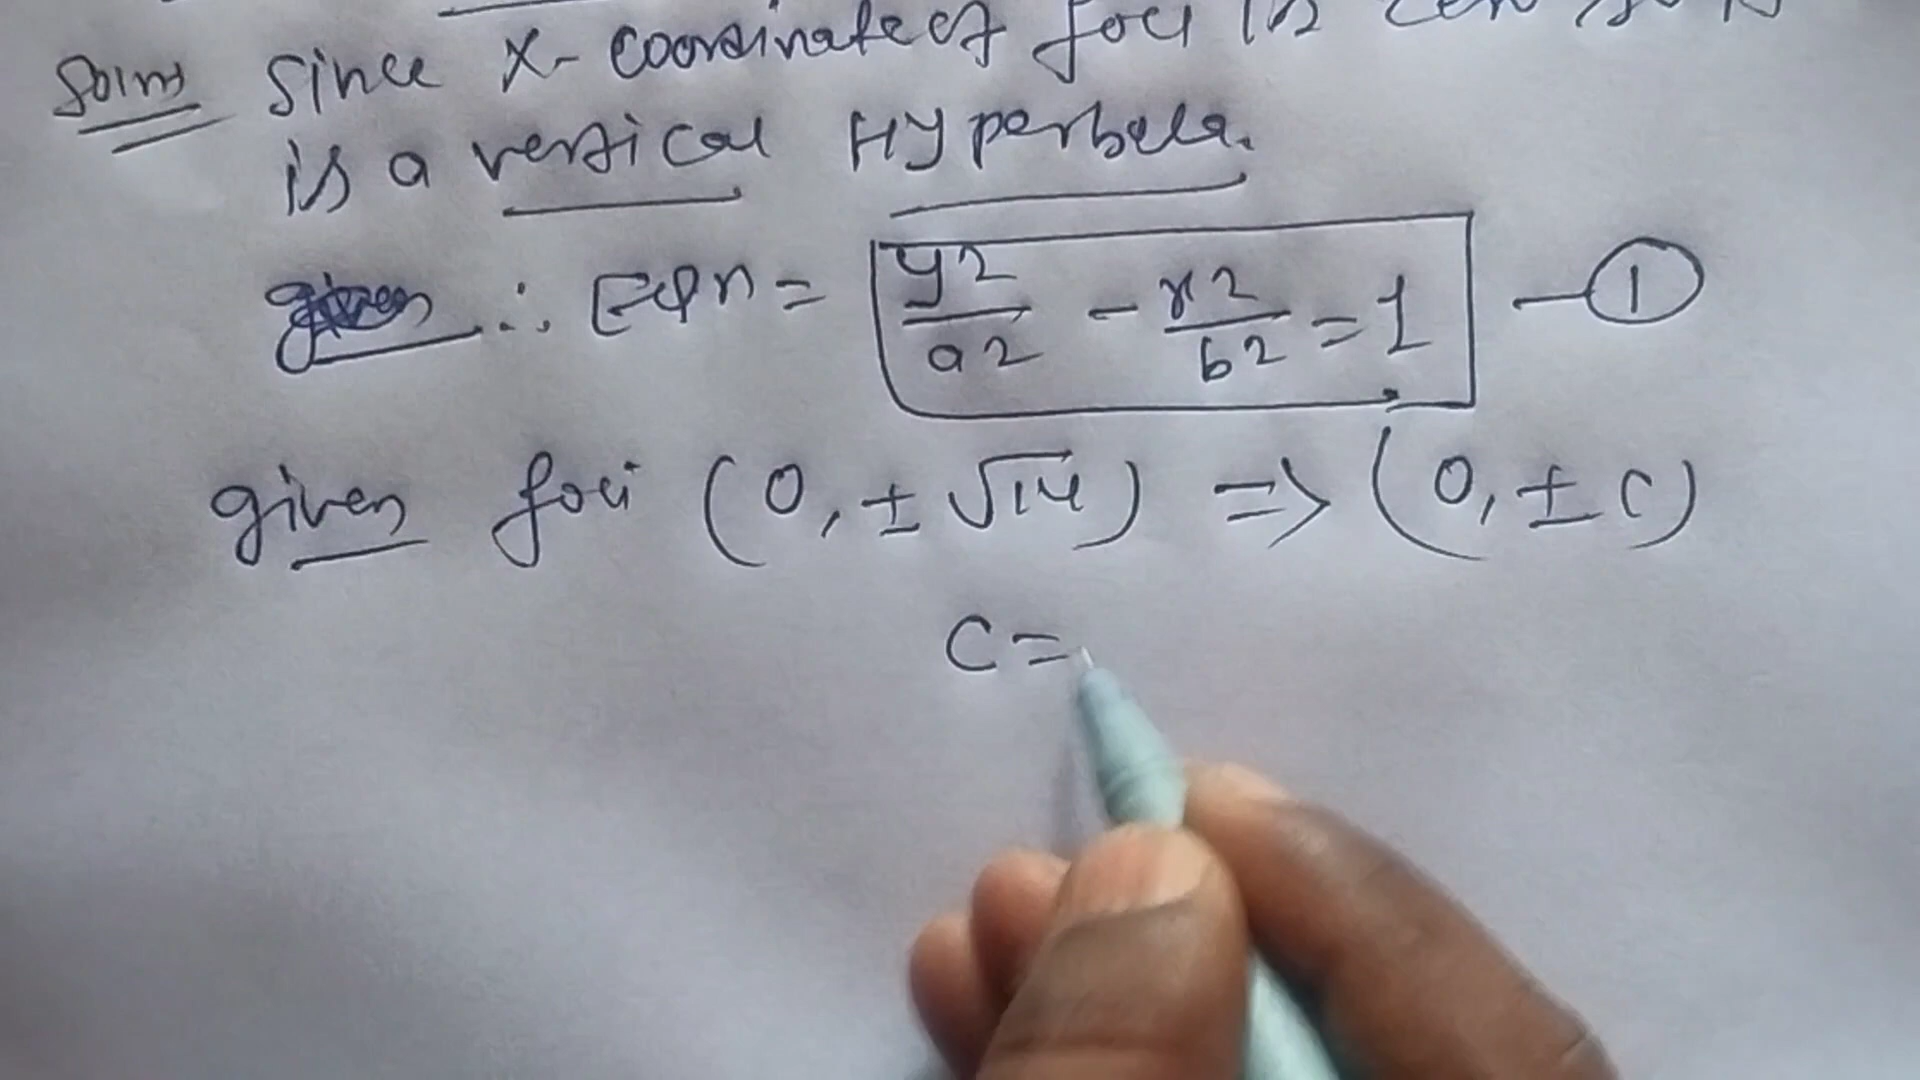 Soln Since x-coordinate of foci is
is a vertical Hyperbola.
given ∴ Eqn = y2/a2 - x2/b2 = 1 — ①
given foci (0, ± √14) => (0, ± c)
c =